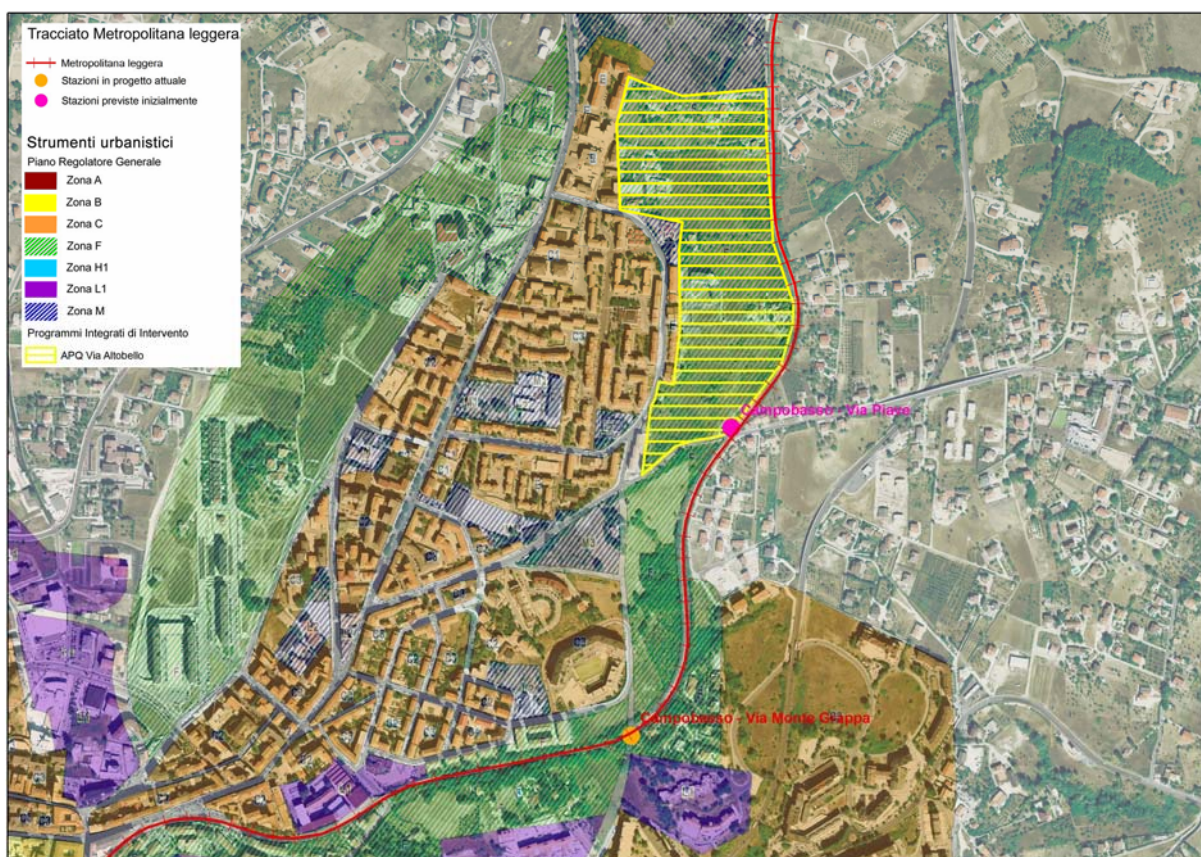 Tracciato Metropolitana leggera
Metropolitana leggera
Stazioni in progetto attuale
Stazioni previste inizialmente
Strumenti urbanistici
Piano Regolatore Generale
Zona A
Zona B
Zona C
Zona F
Zona H1
Zona L1
Zona M
Programmi Integrati di Intervento
APQ Via Altobello
Campobasso - Via Piave
Campobasso - Via Monte Grappa